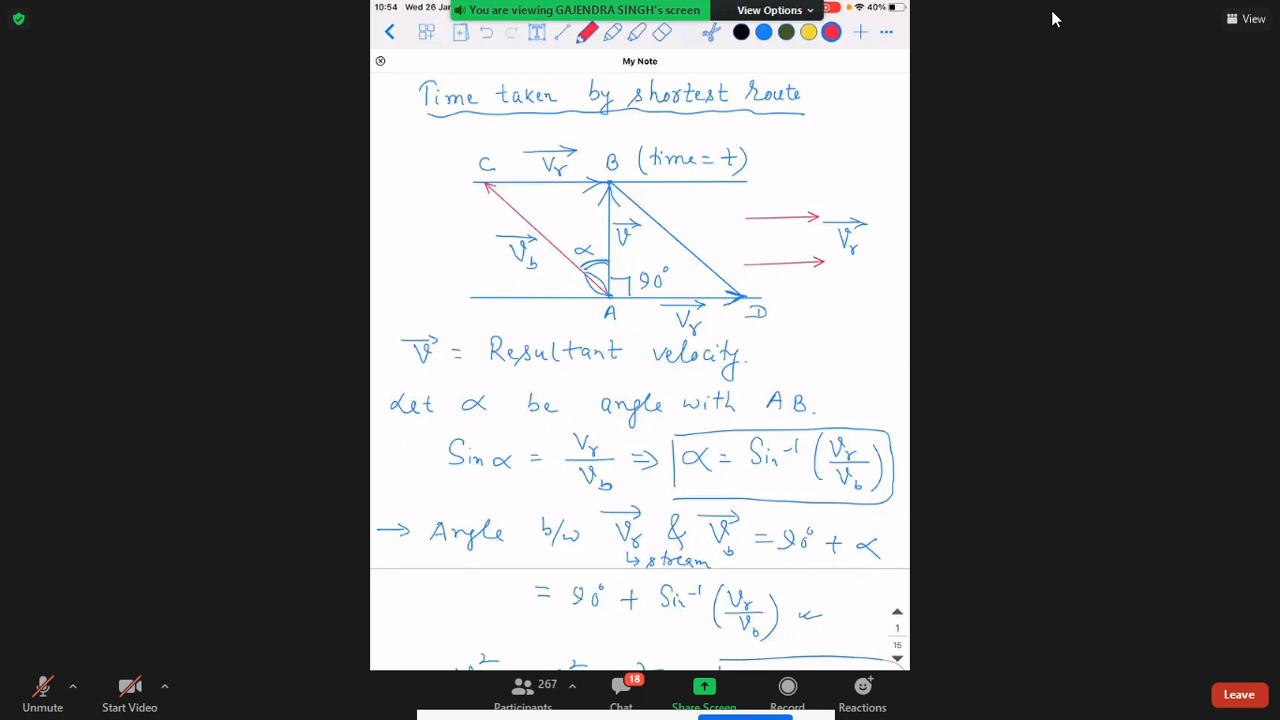 10:54 Wed 26 Jan
You are viewing GAJENDRA SINGH's screen
View Options
40%
View
My Note
Time taken by shortest route
C Vr B (time = t)
Vb α V Vr
90°
A Vr D
V = Resultant velocity.
Let α be angle with AB.
Sin α = Vr/Vb ⇒ α = Sin⁻¹ (Vr/Vb)
→ Angle b/w Vr & Vb = 90° + α
↳ stream
= 90° + Sin⁻¹ (Vr/Vb)
1
15
18
267
Unmute Start Video Participants Chat Share Screen Record Reactions Leave